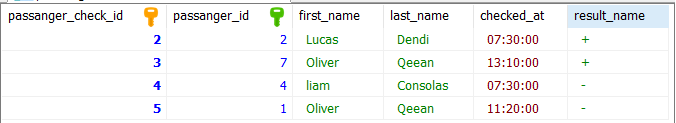 passanger_check_id passanger_id first_name last_name checked_at result_name
2 2 Lucas Dendi 07:30:00 +
3 7 Oliver Qeean 13:10:00 +
4 4 liam Consolas 07:30:00 -
5 1 Oliver Qeean 11:20:00 -